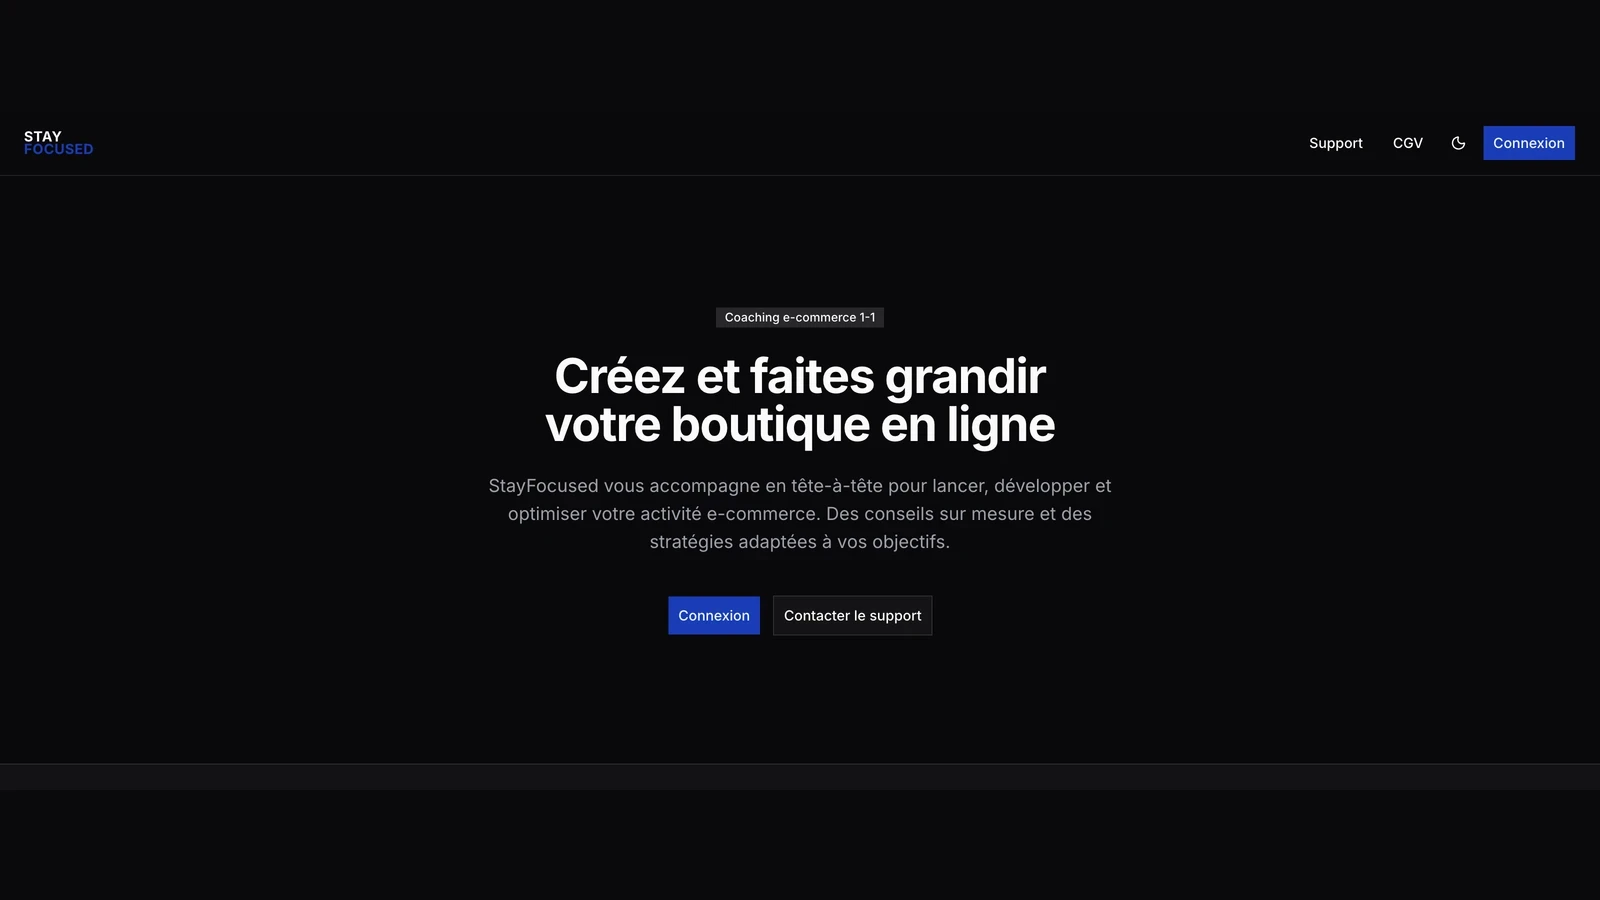 STAY
FOCUSED
Support
CGV
Connexion
Coaching e-commerce 1-1
Créez et faites grandir
votre boutique en ligne
StayFocused vous accompagne en tête-à-tête pour lancer, développer et
optimiser votre activité e-commerce. Des conseils sur mesure et des
stratégies adaptées à vos objectifs.
Connexion
Contacter le support